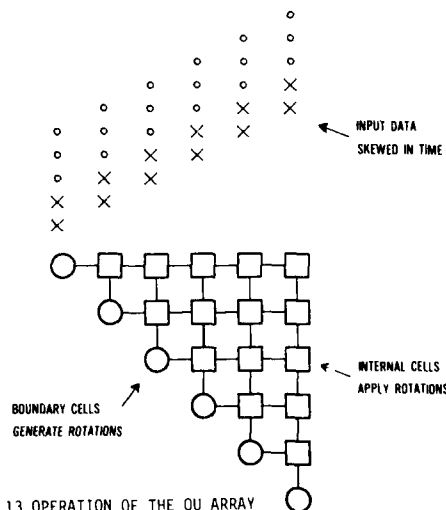 INPUT DATA
SKEWED IN TIME
INTERNAL CELLS
APPLY ROTATIONS
BOUNDARY CELLS
GENERATE ROTATIONS
13 OPERATION OF THE QU ARRAY